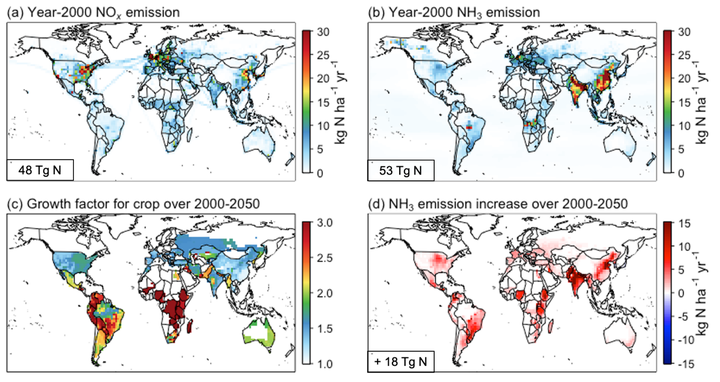 (a) Year-2000 NOx emission
30
25
20
15
10
5
0
kg N ha⁻¹ yr⁻¹
48 Tg N
(b) Year-2000 NH3 emission
30
25
20
15
10
5
0
kg N ha⁻¹ yr⁻¹
53 Tg N
(c) Growth factor for crop over 2000-2050
3.0
2.5
2.0
1.5
1.0
(d) NH3 emission increase over 2000-2050
15
10
5
0
-5
-10
-15
kg N ha⁻¹ yr⁻¹
+ 18 Tg N